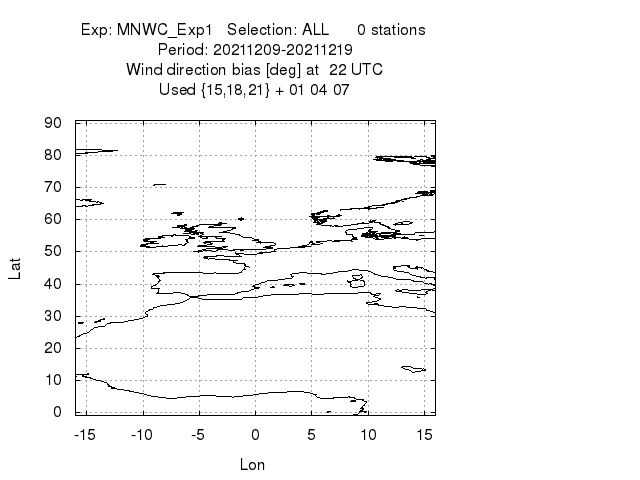 Exp: MNWC_Exp1 Selection: ALL 0 stations
Period: 20211209-20211219
Wind direction bias [deg] at 22 UTC
Used {15,18,21} + 01 04 07
90
80
70
60
50
40
30
20
10
0
Lat
-15 -10 -5 0 5 10 15
Lon